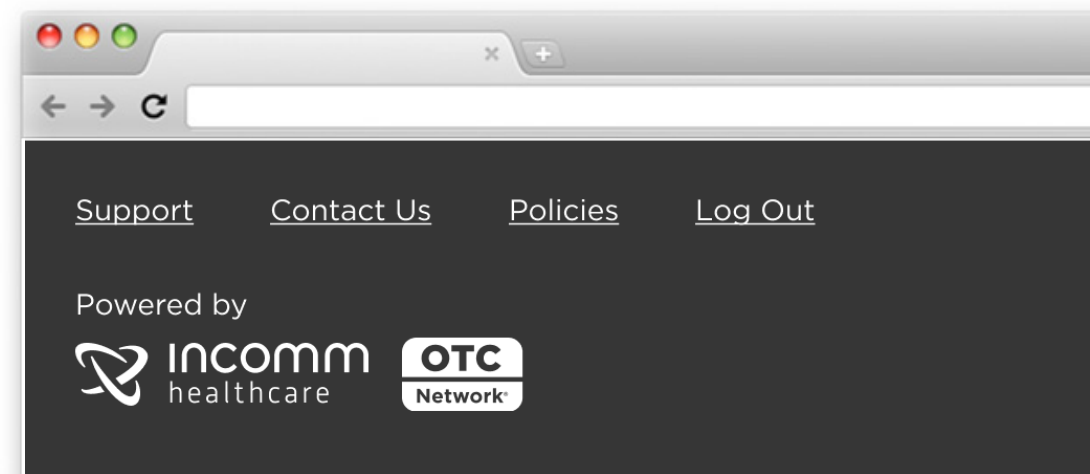 Support Contact Us Policies Log Out
Powered by
incomm
healthcare
OTC
Network®